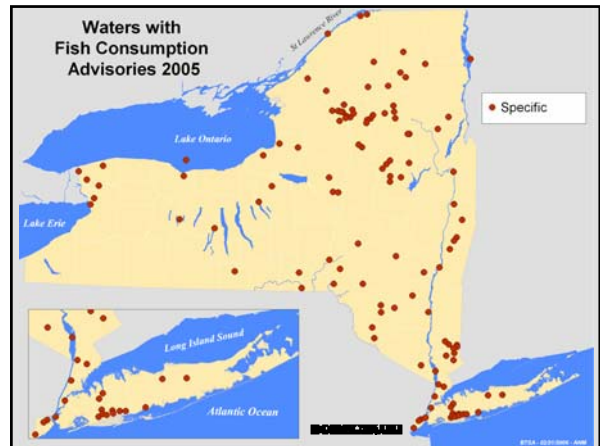 Waters with
Fish Consumption
Advisories 2005
St Lawrence River
Specific
Lake Ontario
Lake Erie
Long Island Sound
Atlantic Ocean